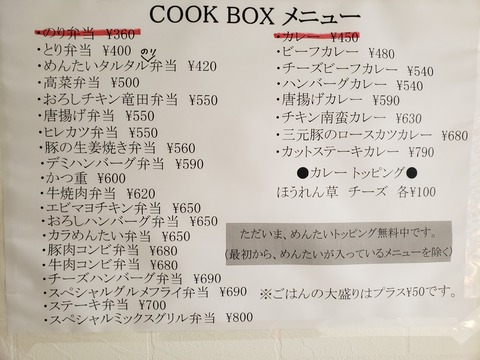 COOK BOX メニュー
・のり弁当 ¥360
・とり弁当 ¥400
のり
・めんたいタルタル弁当 ¥420
・高菜弁当 ¥500
・おろしチキン竜田弁当 ¥550
・唐揚げ弁当 ¥550
・ヒレカツ弁当 ¥550
・豚の生姜焼き弁当 ¥560
・デミハンバーグ弁当 ¥590
・かつ重 ¥600
・牛焼肉弁当 ¥620
・エビマヨチキン弁当 ¥650
・おろしハンバーグ弁当 ¥650
・カラめんたい弁当 ¥650
・豚肉コンビ弁当 ¥680
・牛肉コンビ弁当 ¥680
・チーズハンバーグ弁当 ¥690
・スペシャルグルメフライ弁当 ¥690
・ステーキ弁当 ¥700
・スペシャルミックスグリル弁当 ¥800
・カレー ¥450
・ビーフカレー ¥480
・チーズビーフカレー ¥540
・ハンバーグカレー ¥540
・唐揚げカレー ¥590
・チキン南蛮カレー ¥630
・三元豚のロースカツカレー ¥680
・カットステーキカレー ¥790
●カレートッピング●
ほうれん草 チーズ 各¥100
ただいま、めんたいトッピング無料中です。
(最初から、めんたいが入っているメニューを除く)
※ごはんの大盛りはプラス¥50です。